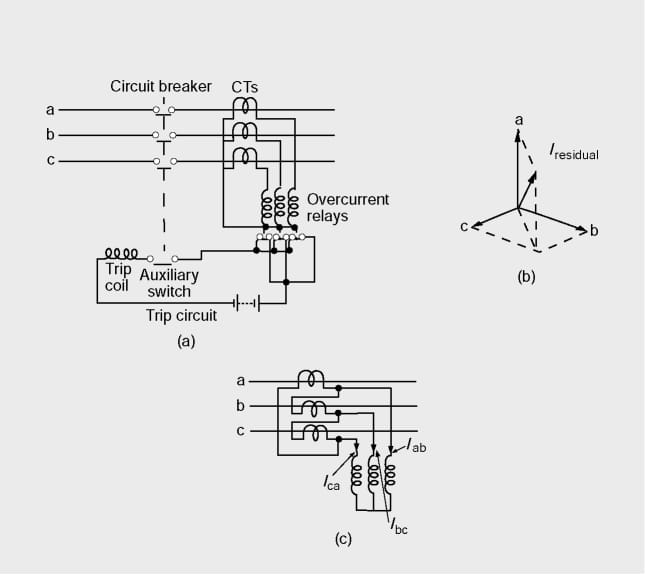 Circuit breaker
CTs
a
b
c
Overcurrent
relays
Trip
coil
Auxiliary
switch
Trip circuit
(a)
a
I residual
c
b
(b)
a
b
c
I ab
I ca
I bc
(c)